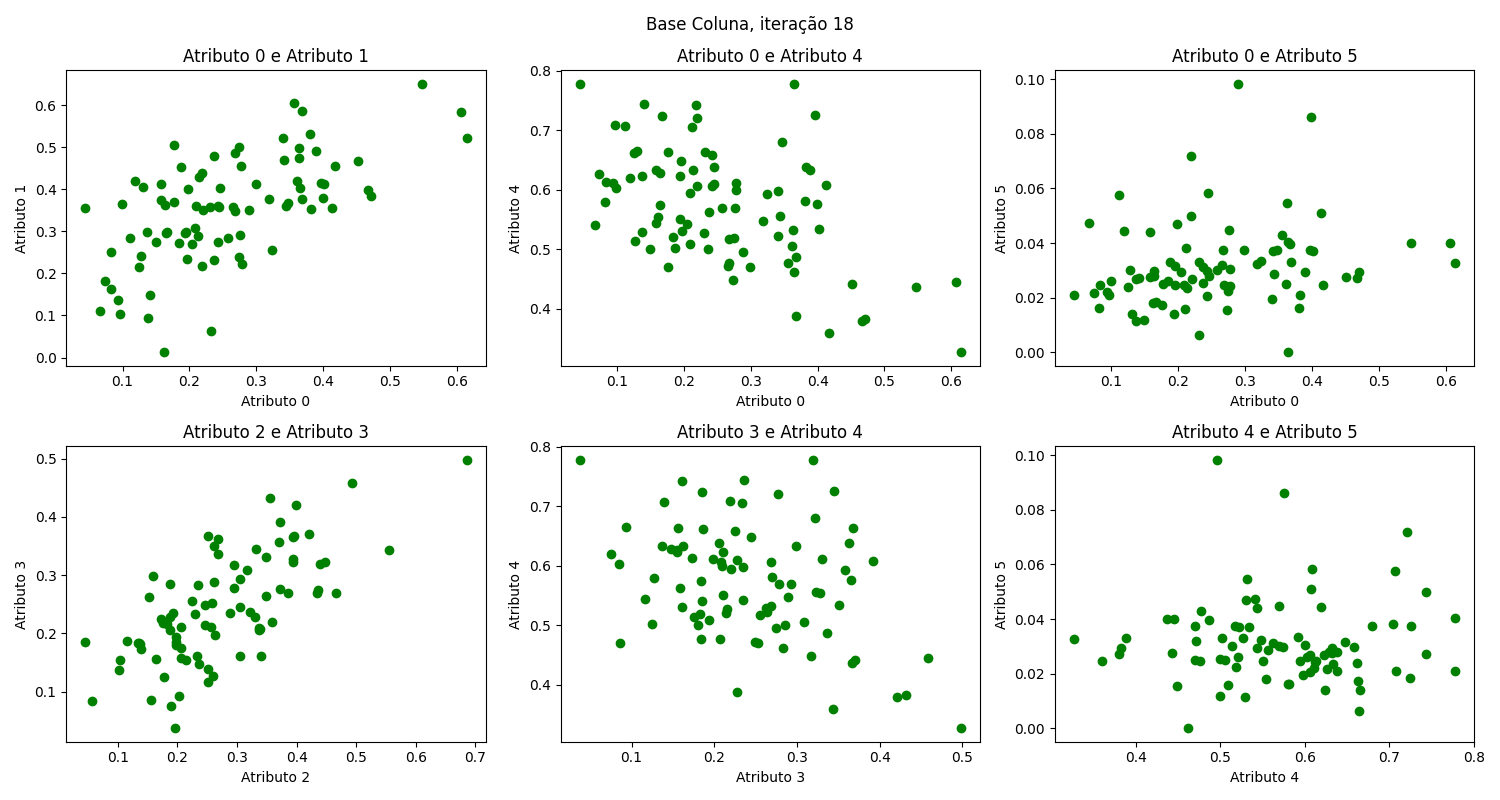 Base Coluna, iteração 18
Atributo 0 e Atributo 1
Atributo 1
0.6
0.5
0.4
0.3
0.2
0.1
0.0
0.1 0.2 0.3 0.4 0.5 0.6
Atributo 0
Atributo 0 e Atributo 4
Atributo 4
0.8
0.7
0.6
0.5
0.4
0.1 0.2 0.3 0.4 0.5 0.6
Atributo 0
Atributo 0 e Atributo 5
Atributo 5
0.10
0.08
0.06
0.04
0.02
0.00
0.1 0.2 0.3 0.4 0.5 0.6
Atributo 0
Atributo 2 e Atributo 3
Atributo 3
0.5
0.4
0.3
0.2
0.1
0.1 0.2 0.3 0.4 0.5 0.6 0.7
Atributo 2
Atributo 3 e Atributo 4
Atributo 4
0.8
0.7
0.6
0.5
0.4
0.1 0.2 0.3 0.4 0.5
Atributo 3
Atributo 4 e Atributo 5
Atributo 5
0.10
0.08
0.06
0.04
0.02
0.00
0.4 0.5 0.6 0.7 0.8
Atributo 4